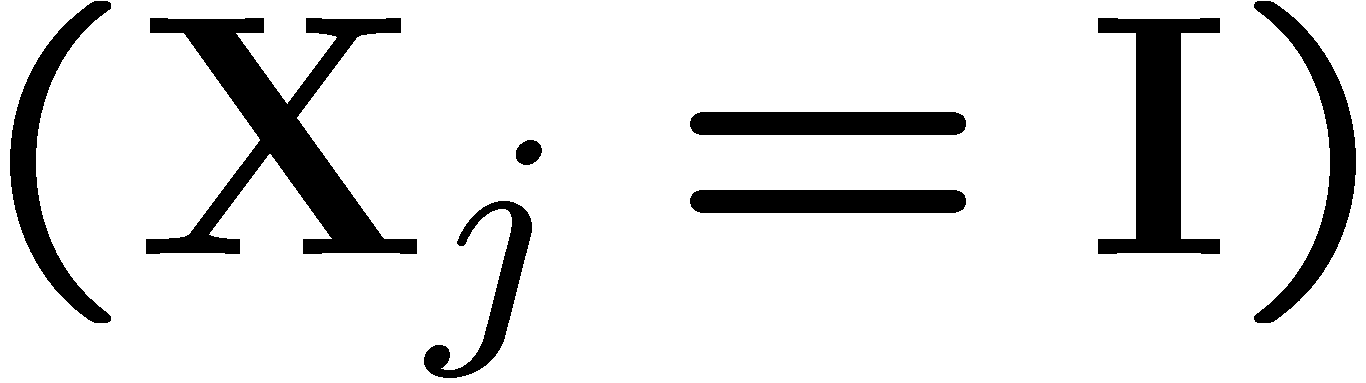 (𝐗ⱼ = 𝐈)